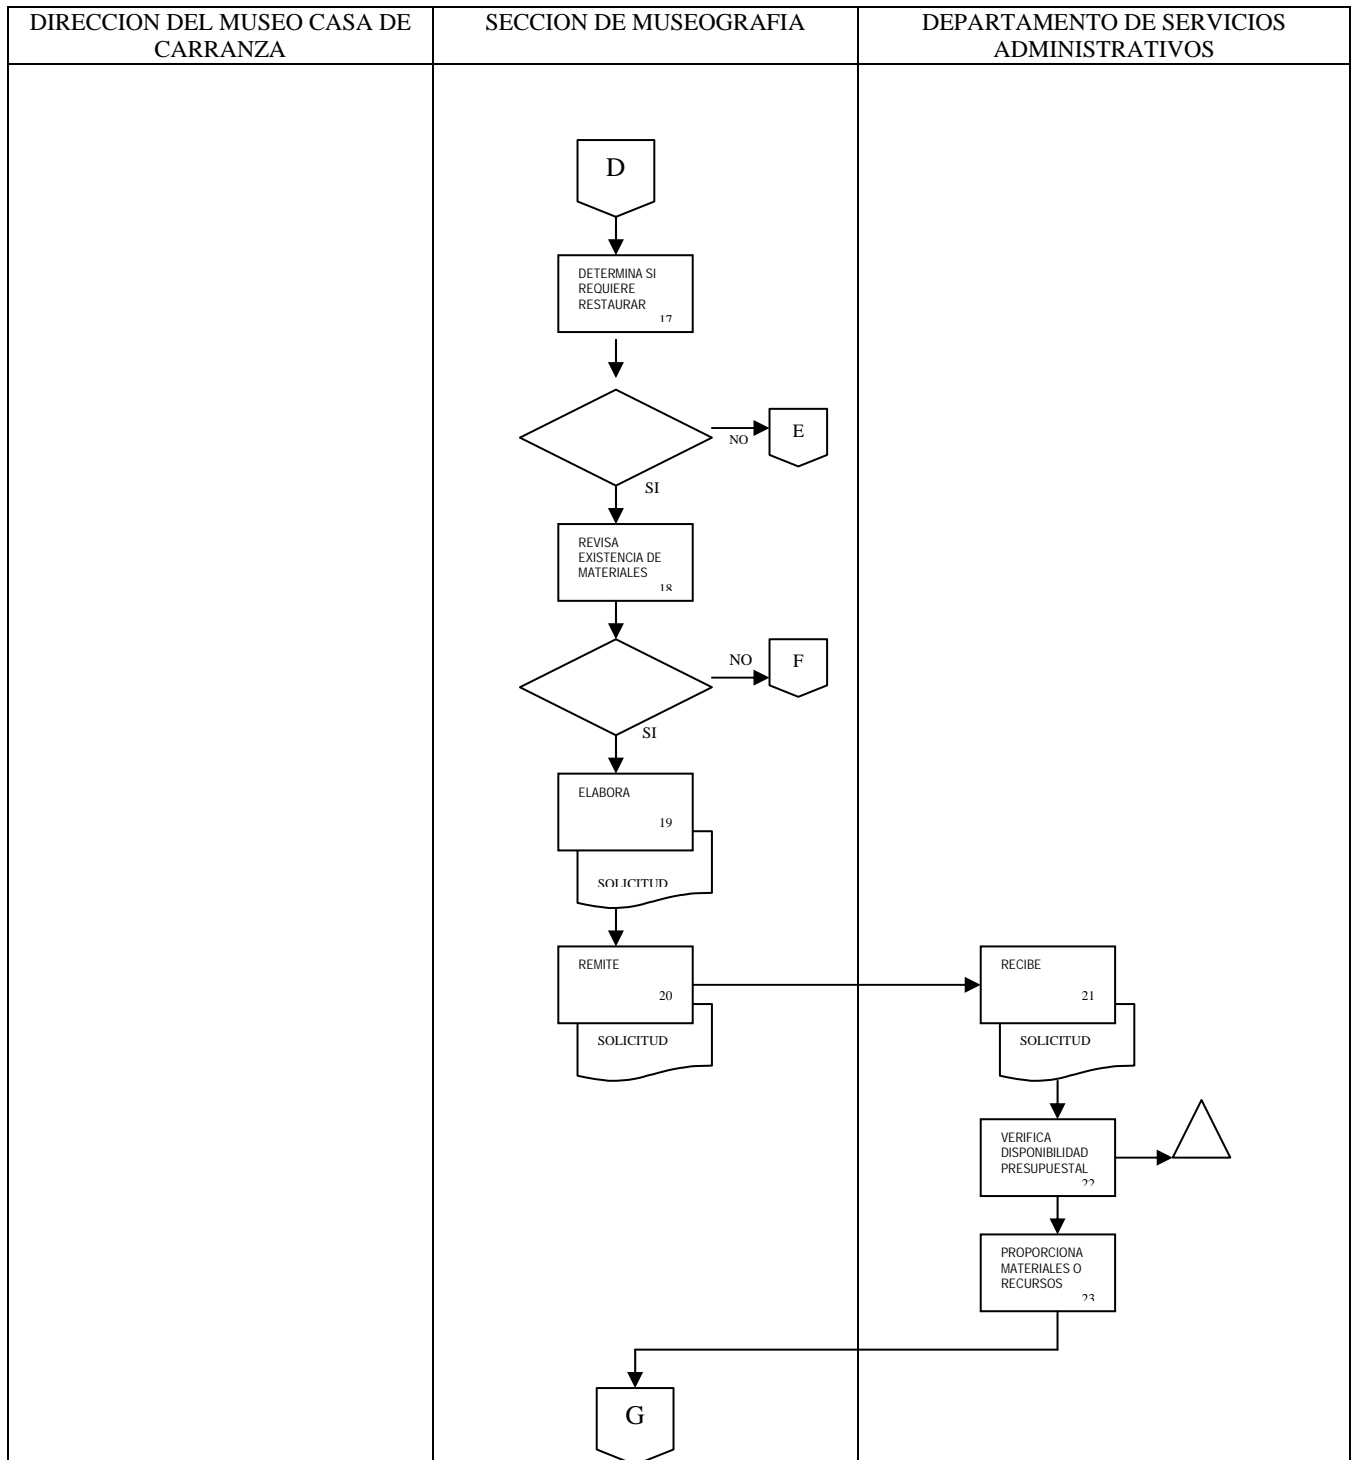 DIRECCION DEL MUSEO CASA DE
CARRANZA
SECCION DE MUSEOGRAFIA
DEPARTAMENTO DE SERVICIOS
ADMINISTRATIVOS
D
DETERMINA SI
REQUIERE
RESTAURAR
17
NO
E
SI
REVISA
EXISTENCIA DE
MATERIALES
18
NO
F
SI
ELABORA
19
SOLICITUD
REMITE
20
SOLICITUD
RECIBE
21
SOLICITUD
VERIFICA
DISPONIBILIDAD
PRESUPUESTAL
22
PROPORCIONA
MATERIALES O
RECURSOS
23
G